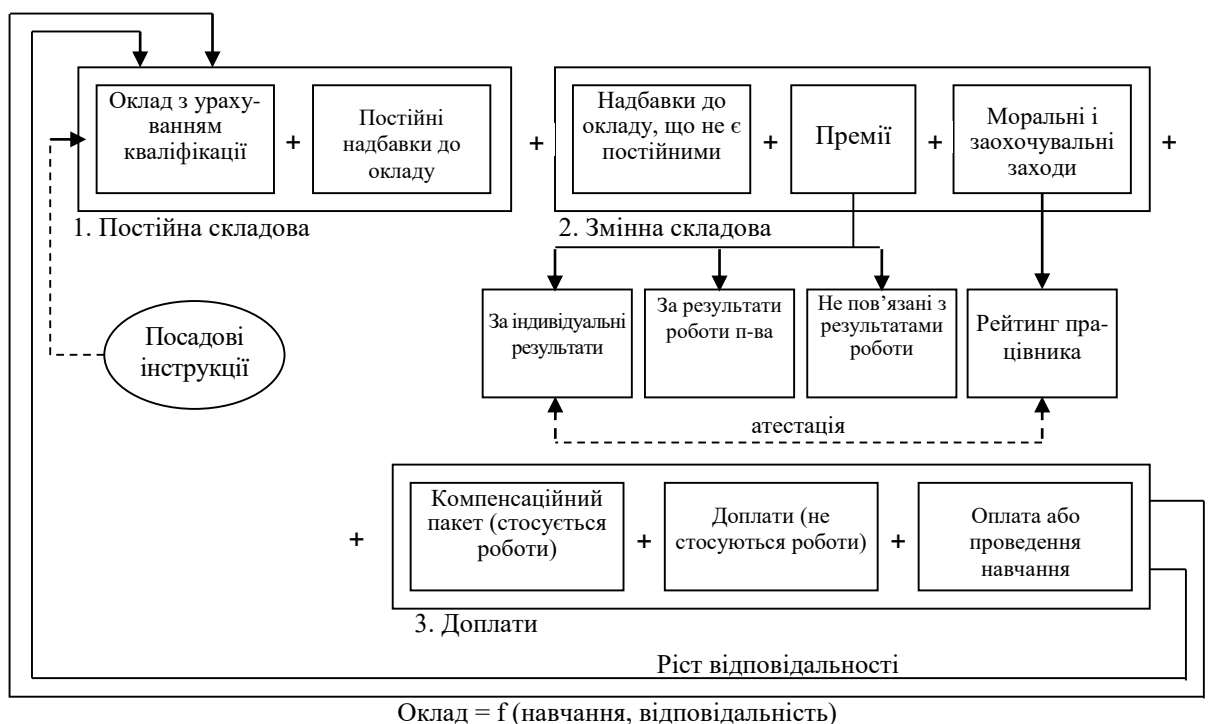 Оклад з ураху-
ванням
кваліфікації
+
Постійні
надбавки до
окладу
+
Надбавки до
окладу, що не є
постійними
+
Премії
+
Моральні і
заохочувальні
заходи
+
1. Постійна складова
2. Змінна складова
Посадові
інструкції
За індивідуальні
результати
За результати
роботи п-ва
Не пов’язані з
результатами
роботи
Рейтинг пра-
цівника
атестація
+
Компенсаційний
пакет (стосується
роботи)
+
Доплати (не
стосуються роботи)
+
Оплата або
проведення
навчання
3. Доплати
Ріст відповідальності
Оклад = f (навчання, відповідальність)